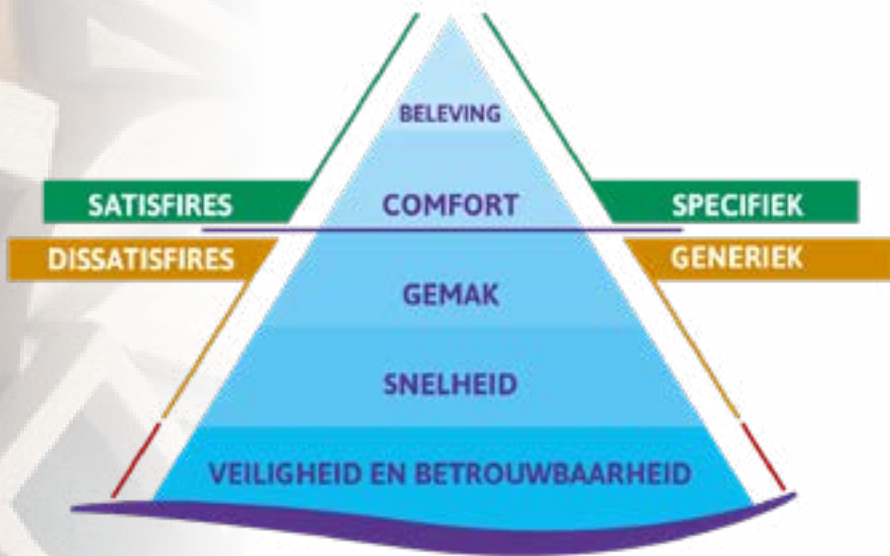 BELEVING
SATISFIRES
COMFORT
SPECIFIEK
DISSATISFIRES
GENERIEK
GEMAK
SNELHEID
VEILIGHEID EN BETROUWBAARHEID